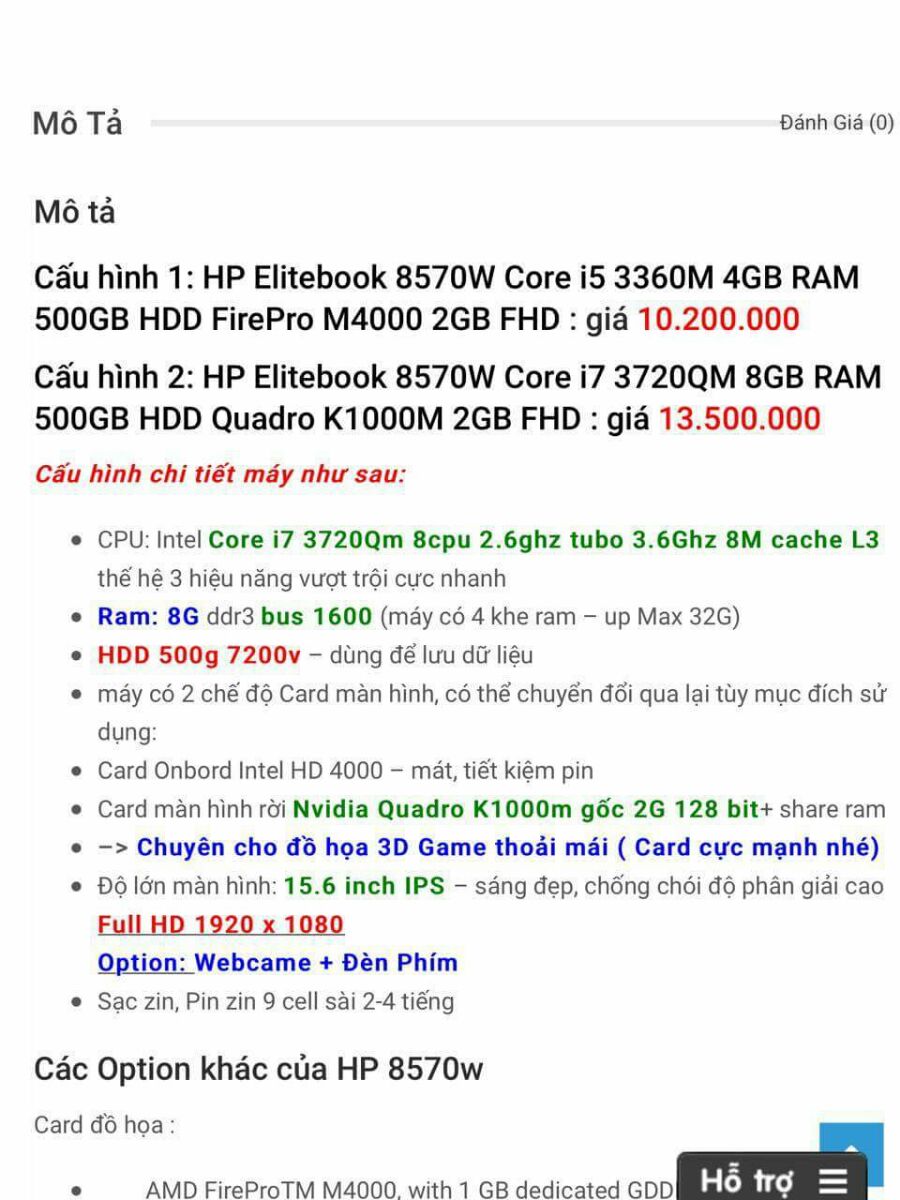 Mô Tả
Đánh Giá (0)
Mô tả
Cấu hình 1: HP Elitebook 8570W Core i5 3360M 4GB RAM
500GB HDD FirePro M4000 2GB FHD : giá 10.200.000
Cấu hình 2: HP Elitebook 8570W Core i7 3720QM 8GB RAM
500GB HDD Quadro K1000M 2GB FHD : giá 13.500.000
Cấu hình chi tiết máy như sau:
• CPU: Intel Core i7 3720Qm 8cpu 2.6ghz tubo 3.6Ghz 8M cache L3
thế hệ 3 hiệu năng vượt trội cực nhanh
• Ram: 8G ddr3 bus 1600 (máy có 4 khe ram – up Max 32G)
• HDD 500g 7200v – dùng để lưu dữ liệu
• máy có 2 chế độ Card màn hình, có thể chuyển đổi qua lại tùy mục đích sử
dụng:
• Card Onbord Intel HD 4000 – mát, tiết kiệm pin
• Card màn hình rời Nvidia Quadro K1000m gốc 2G 128 bit+ share ram
• –> Chuyên cho đồ họa 3D Game thoải mái ( Card cực mạnh nhé)
• Độ lớn màn hình: 15.6 inch IPS – sáng đẹp, chống chói độ phân giải cao
Full HD 1920 x 1080
Option: Webcame + Đèn Phím
• Sạc zin, Pin zin 9 cell sài 2-4 tiếng
Các Option khác của HP 8570w
Card đồ họa :
• AMD FireProTM M4000, with 1 GB dedicated GDD
Hỗ trợ